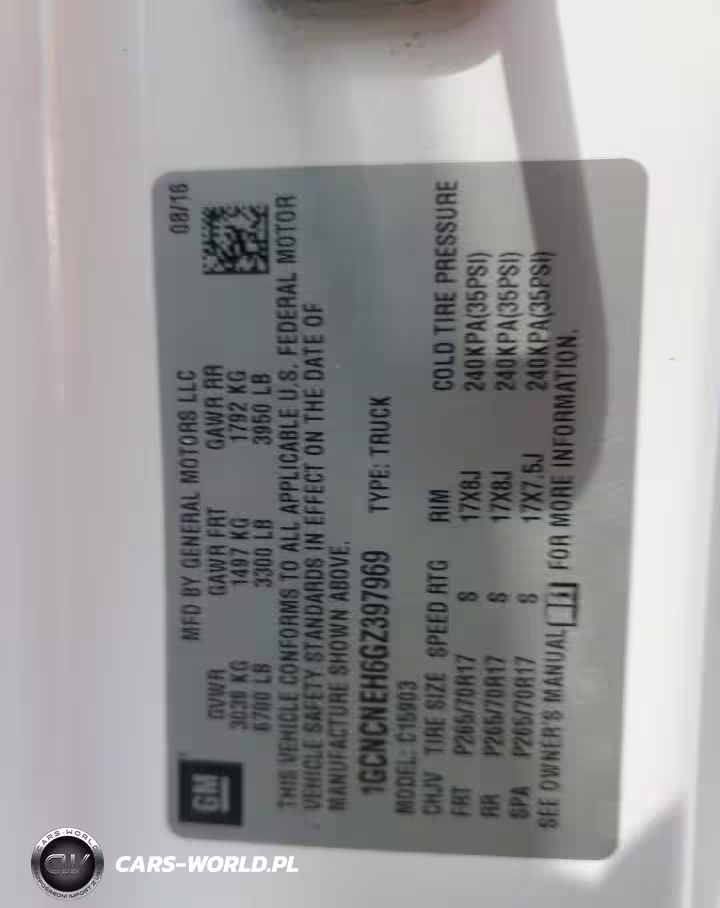 MFD BY GENERAL MOTORS LLC 08/16
GVWR GAWR FRT GAWR RR
3039 KG 1497 KG 1792 KG
6700 LB 3300 LB 3950 LB
THIS VEHICLE CONFORMS TO ALL APPLICABLE U.S. FEDERAL MOTOR
VEHICLE SAFETY STANDARDS IN EFFECT ON THE DATE OF
MANUFACTURE SHOWN ABOVE.
1GCNCNEH6GZ397969 TYPE: TRUCK
MODEL: C15903
CHJV TIRE SIZE SPEED RTG RIM COLD TIRE PRESSURE
FRT P265/70R17 S 17X8J 240KPA(35PSI)
RR P265/70R17 S 17X8J 240KPA(35PSI)
SPA P265/70R17 S 17X7.5J 240KPA(35PSI)
SEE OWNER'S MANUAL FOR MORE INFORMATION.
GM
CARS-WORLD
CW
CARS-WORLD.PL